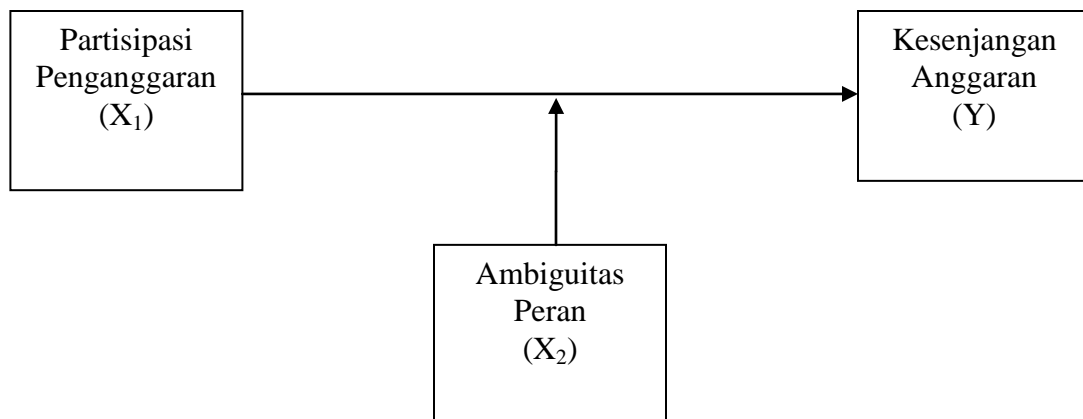 Partisipasi
Penganggaran
(X₁)
Kesenjangan
Anggaran
(Y)
Ambiguitas
Peran
(X₂)